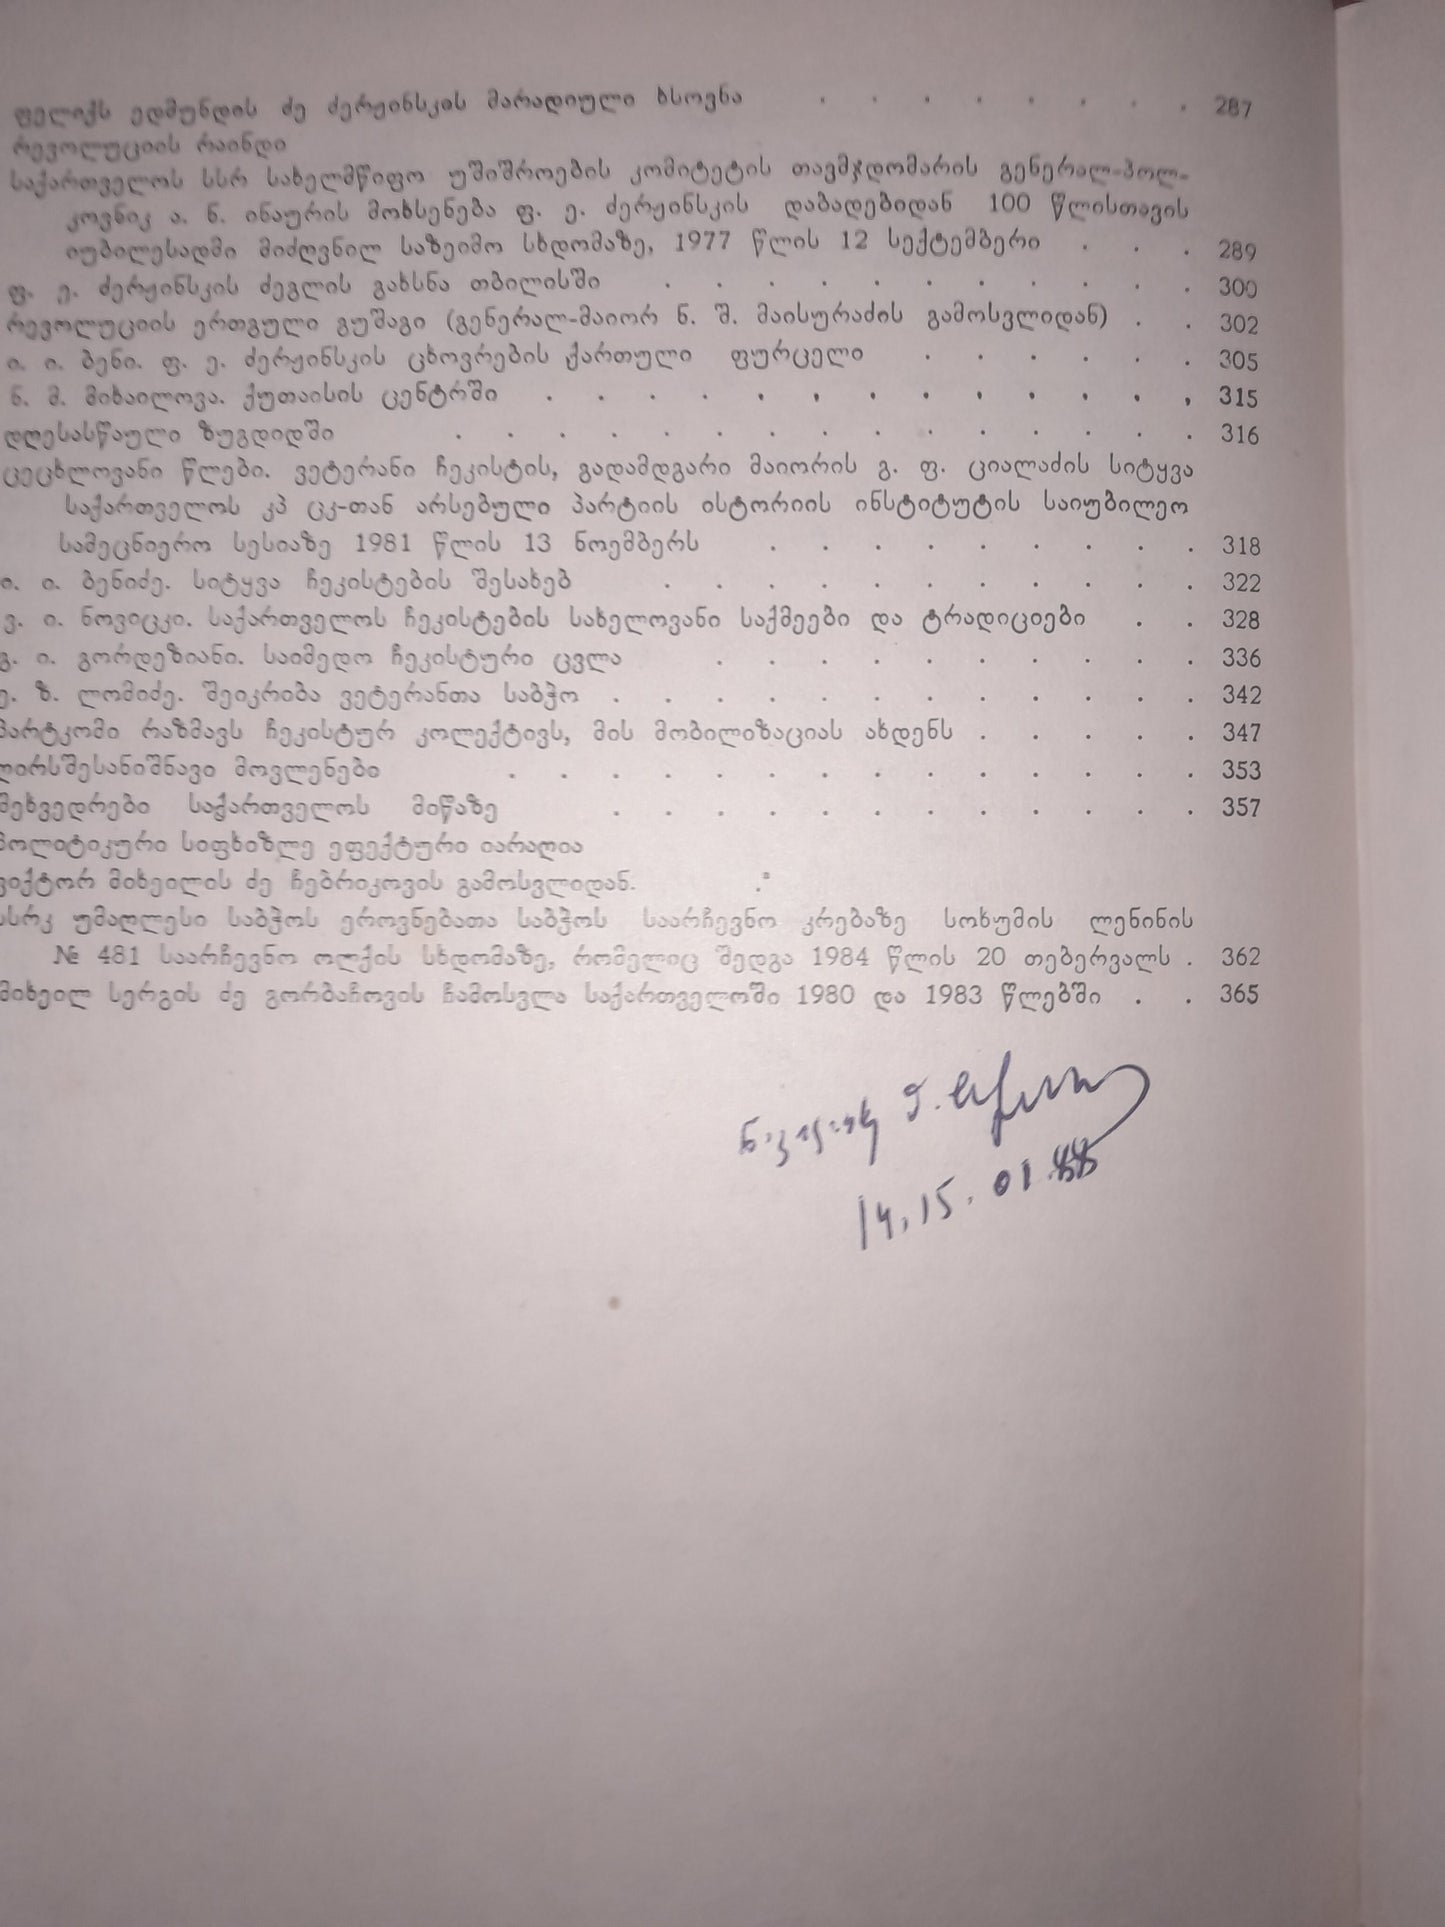 ფელიქს ედმუნდის ძე ძერჟინსკის მარადიული ხსოვნა . . . . . . . . 287
რევოლუციის რაინდი
საქართველოს სსრ სახელმწიფო უშიშროების კომიტეტის თავმჯდომარის გენერალ-პოლ-
კოვნიკ ა. ნ. ინაურის მოხსენება ფ. ე. ძერჟინსკის დაბადებიდან 100 წლისთავის
იუბილესადმი მიძღვნილ საზეიმო სხდომაზე, 1977 წლის 12 სექტემბერი . . . 289
ფ. ე. ძერჟინსკის ძეგლის გახსნა თბილისში . . . . . . . . . . . 300
რევოლუციის ერთგული გუშაგი (გენერალ-მაიორ ნ. შ. მაისურაძის გამოსვლიდან) . . 302
ი. ი. ბენი. ფ. ე. ძერჟინსკის ცხოვრების ქართული ფურცელი . . . . . . 305
ნ. მ. მიხაილოვა. ქუთაისის ცენტრში . . . . . . . . . . . . . 315
დღესასწაული ზუგდიდში . . . . . . . . . . . . . . . 316
ცეცხლოვანი წლები. ვეტერანი ჩეკისტის, გადამდგარი მაიორის გ. ფ. ციალაძის სიტყვა
საქართველოს კპ ცკ-თან არსებული პარტიის ისტორიის ინსტიტუტის საიუბილეო
სამეცნიერო სესიაზე 1981 წლის 13 ნოემბერს . . . . . . . . . 318
ი. ი. ბენიძე. სიტყვა ჩეკისტების შესახებ . . . . . . . . . . . 322
ვ. ი. ნოვიცკი. საქართველოს ჩეკისტების სახელოვანი საქმეები და ტრადიციები . . 328
გ. ი. გორდეზიანი. საიმედო ჩეკისტური ცვლა . . . . . . . . . . 336
ე. ზ. ლომიძე. შეიკრიბა ვეტერანთა საბჭო . . . . . . . . . . . . 342
პარტკომი რაზმავს ჩეკისტურ კოლექტივს, მის მობილიზაციას ახდენს . . . . . 347
ღირსშესანიშნავი მოვლენები . . . . . . . . . . . . . . 353
შეხვედრები საქართველოს მიწაზე . . . . . . . . . . . . 357
პოლიტიკური სიფხიზლე ეფექტური იარაღია
ვიქტორ მიხეილის ძე ჩებრიკოვის გამოსვლიდან.
სსრკ უმაღლესი საბჭოს ეროვნებათა საბჭოს საარჩევნო კრებაზე სოხუმის ლენინის
№ 481 საარჩევნო ოლქის სხდომაზე, რომელიც შედგა 1984 წლის 20 თებერვალს . 362
მიხეილ სერგის ძე გორბაჩოვის ჩამოსვლა საქართველოში 1980 და 1983 წლებში . . 365
14.15.01.88